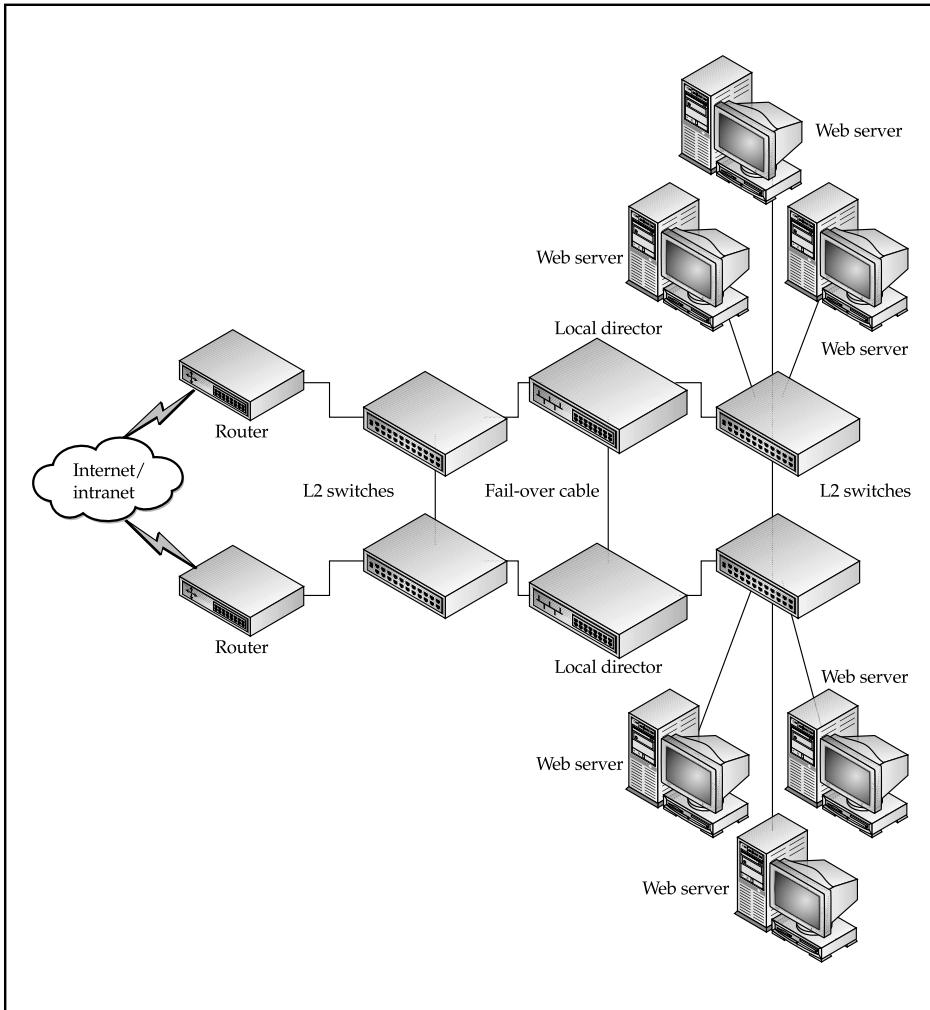 Web server
Web server
Local director
Web server
Router
Internet/
intranet
L2 switches
Fail-over cable
L2 switches
Router
Local director
Web server
Web server
Web server